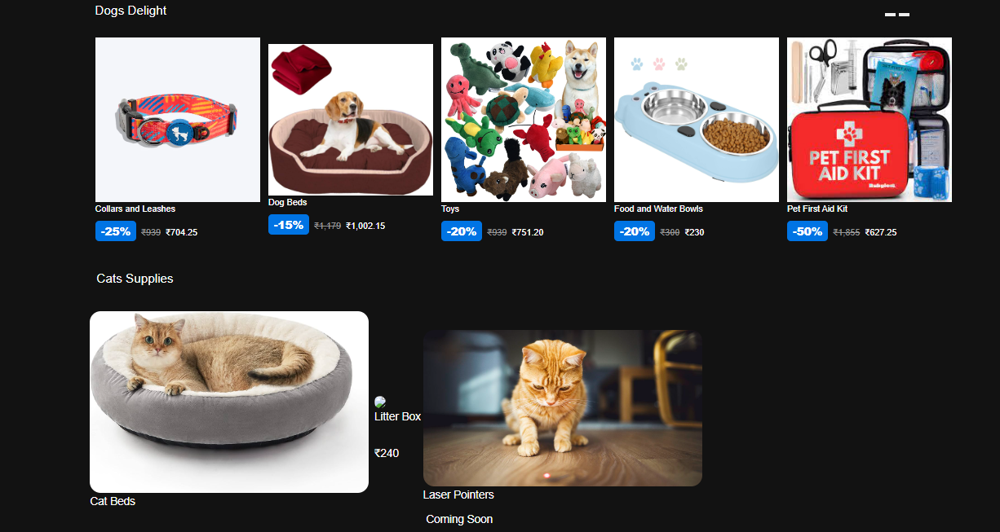 Dogs Delight
PET FIRST
AID KIT
Collars and Leashes
-25% ₹939 ₹704.25
Dog Beds
-15% ₹1,179 ₹1,002.15
Toys
-20% ₹939 ₹751.20
Food and Water Bowls
-20% ₹300 ₹230
Pet First Aid Kit
-50% ₹1,855 ₹627.25
Cats Supplies
Cat Beds
Litter Box
₹240
Laser Pointers
Coming Soon